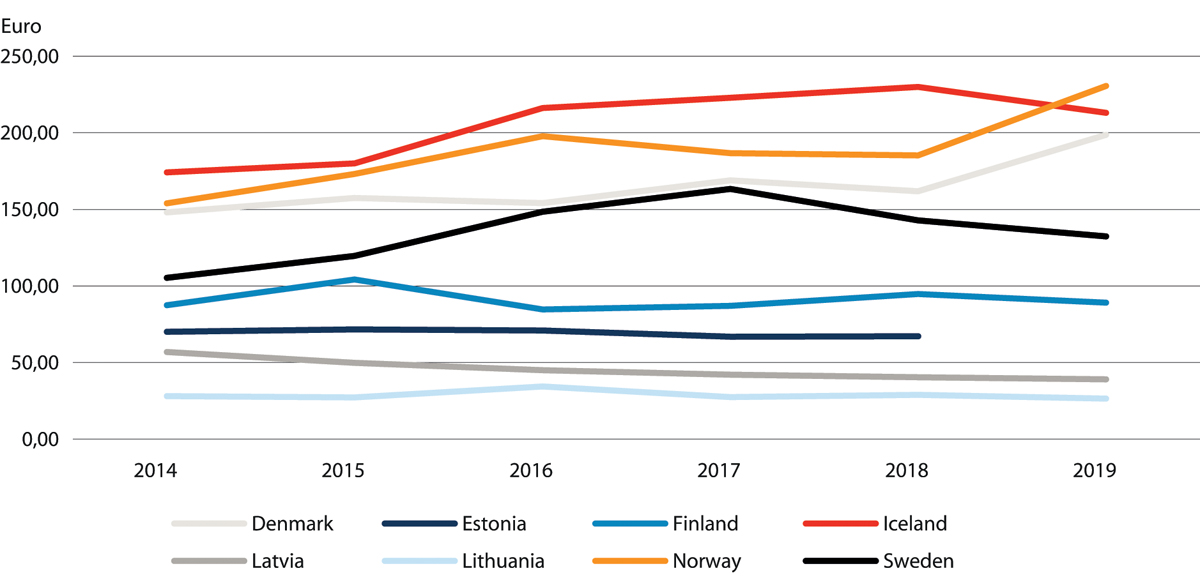 Euro
250,00
200,00
150,00
100,00
50,00
0,00
2014 2015 2016 2017 2018 2019
Denmark Estonia Finland Iceland
Latvia Lithuania Norway Sweden